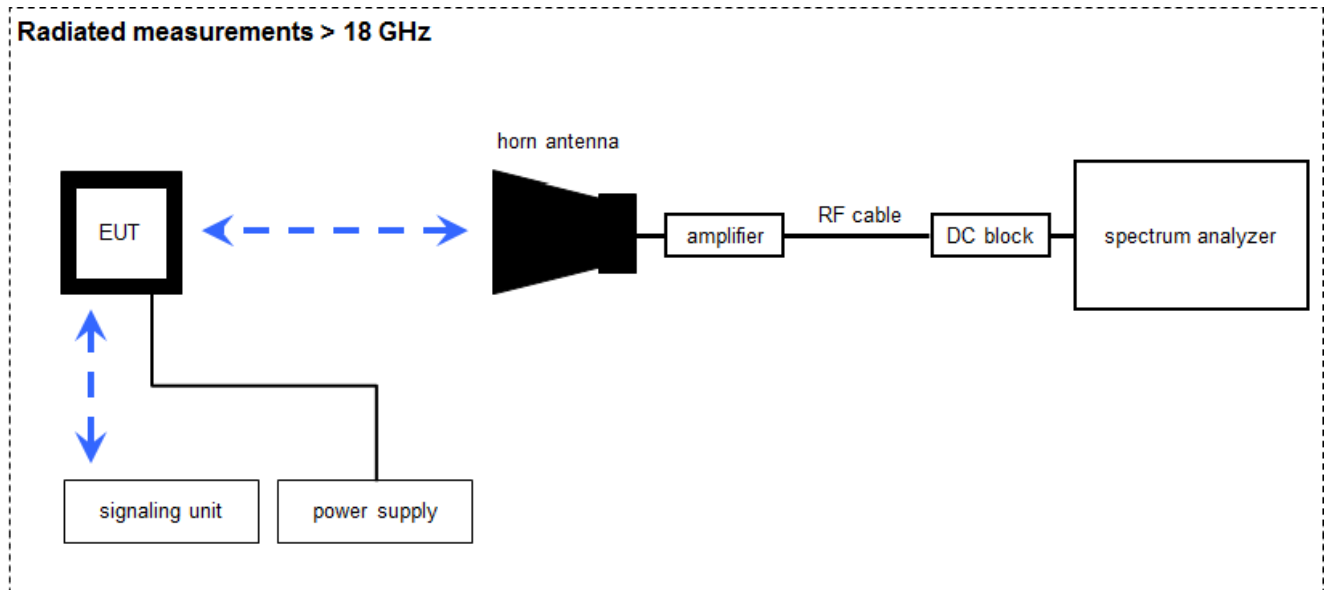 Radiated measurements > 18 GHz
horn antenna
EUT
amplifier
RF cable
DC block
spectrum analyzer
signaling unit
power supply